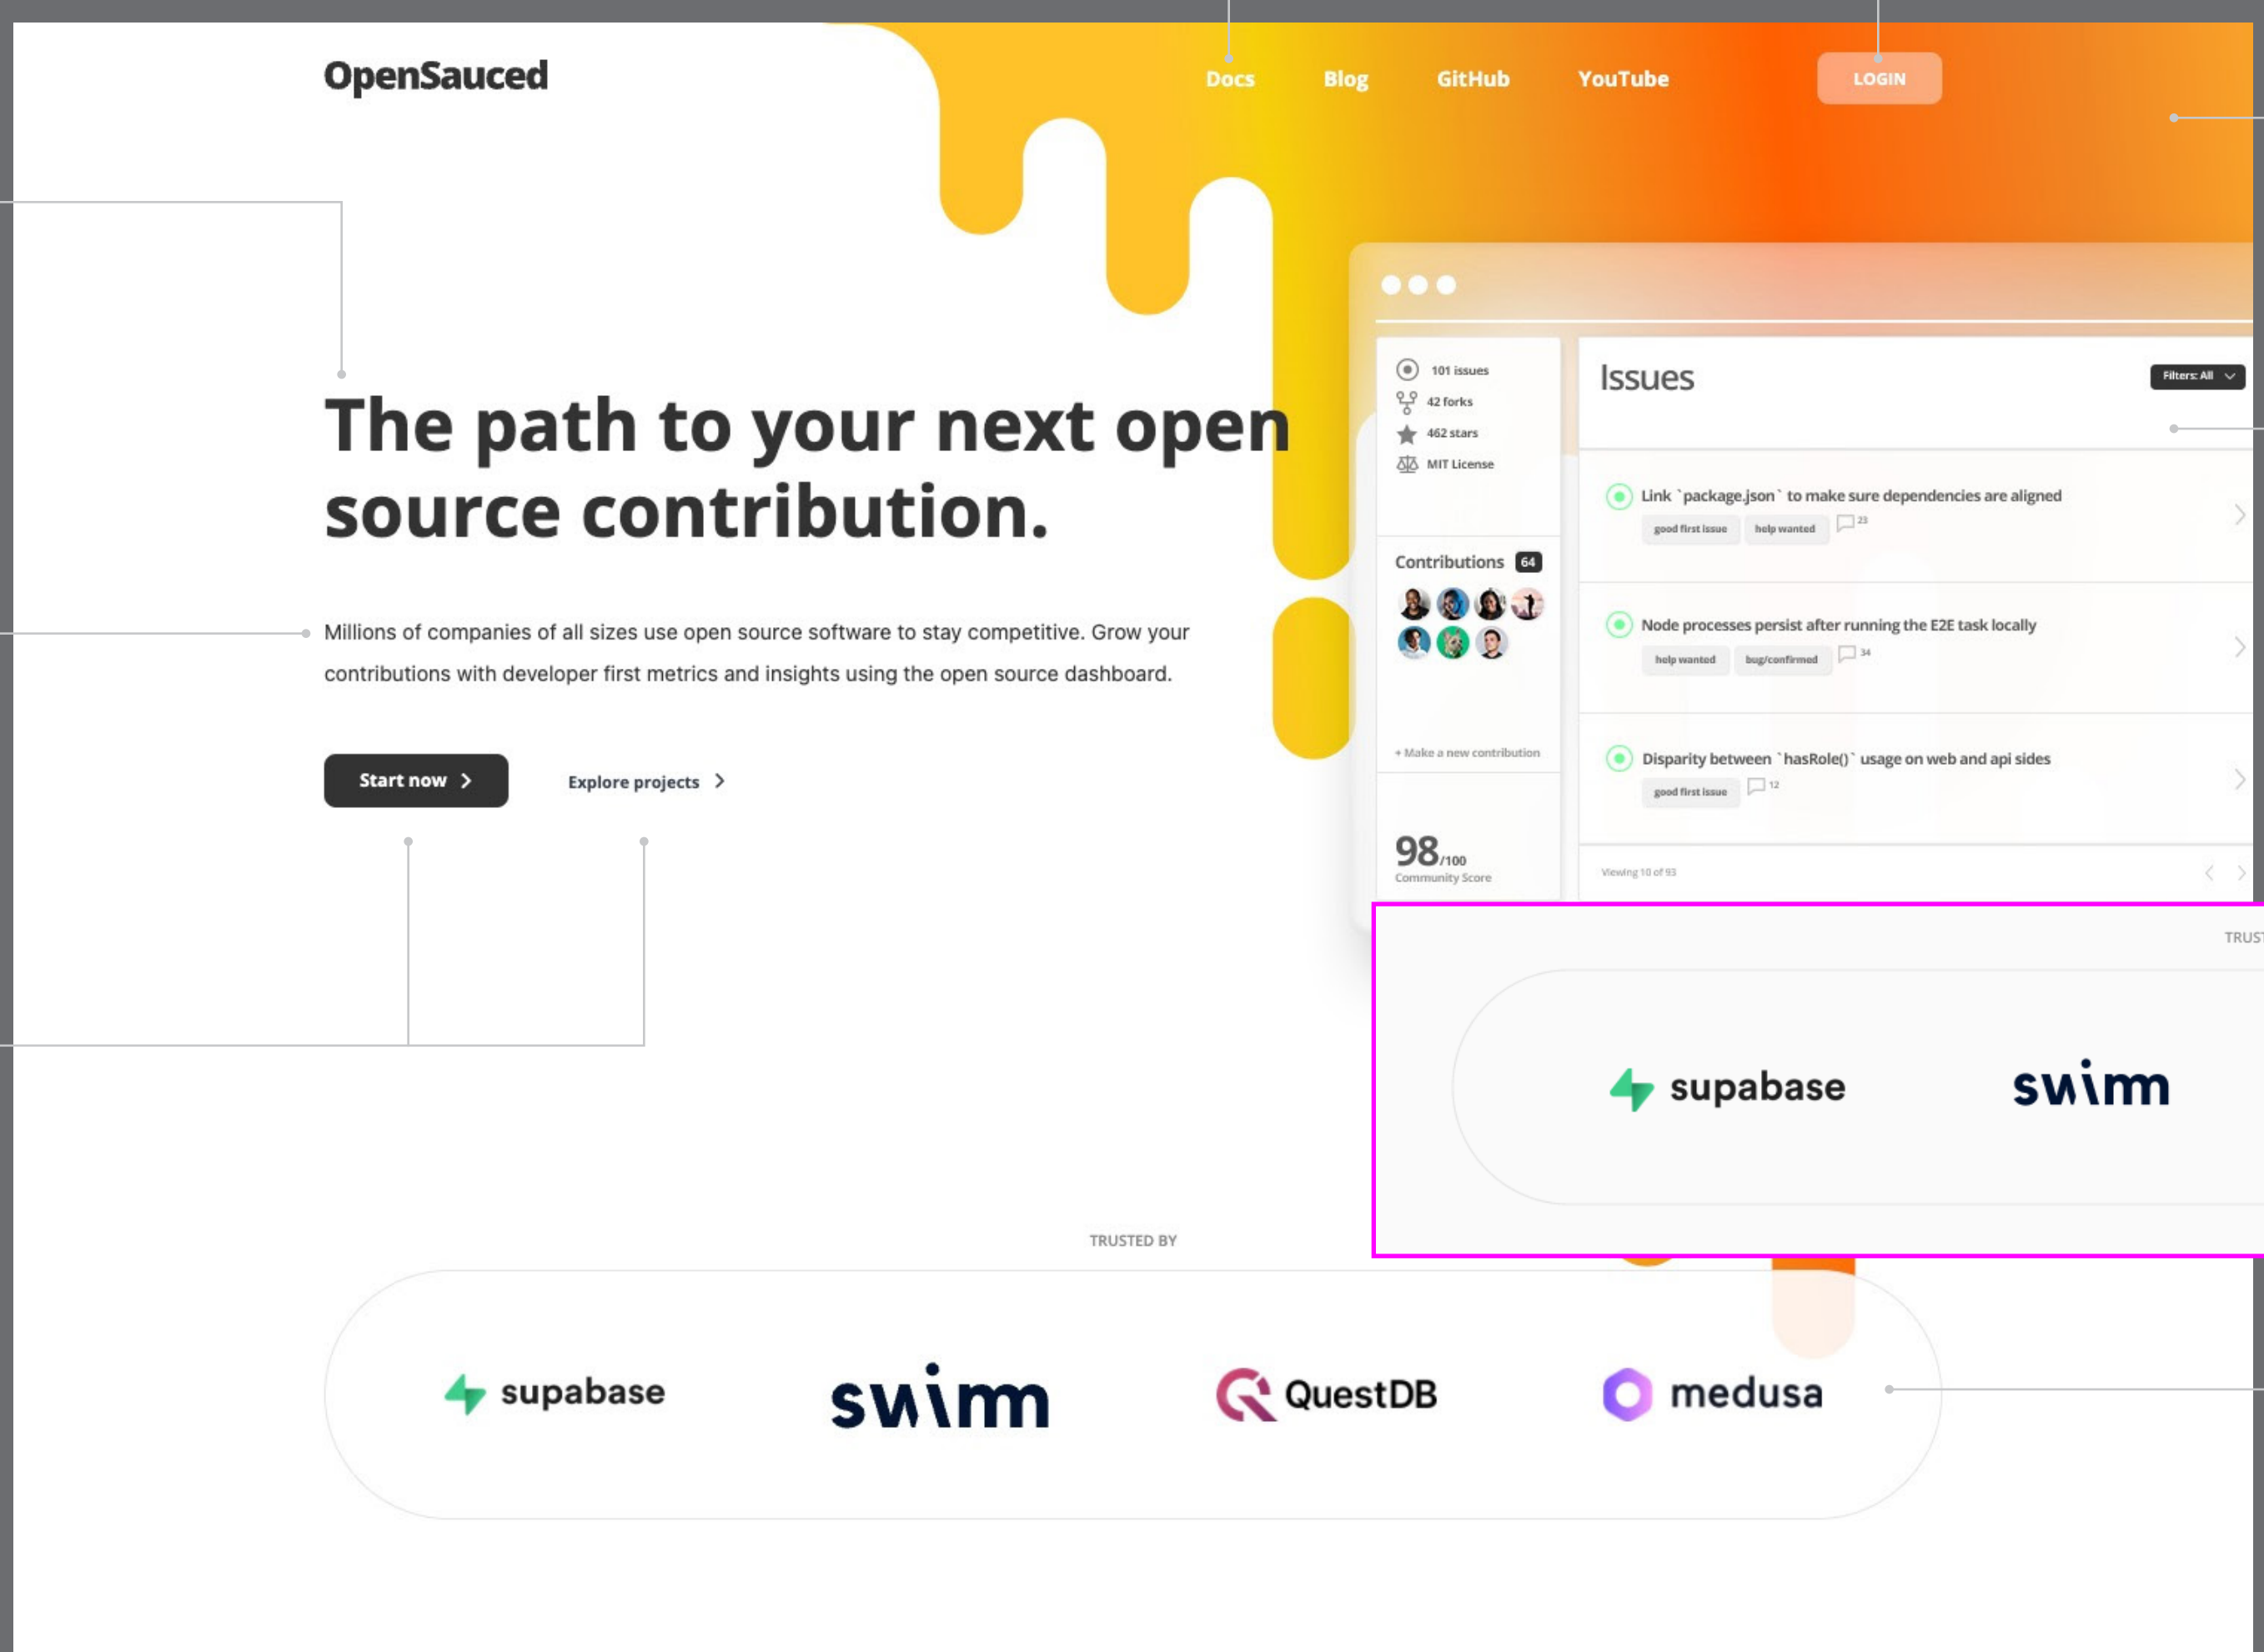 OpenSauced
Docs Blog GitHub YouTube LOGIN
The path to your next open
source contribution.
Millions of companies of all sizes use open source software to stay competitive. Grow your
contributions with developer first metrics and insights using the open source dashboard.
Start now
Explore projects
101 issues
42 forks
462 stars
MIT License
Contributions 64
+ Make a new contribution
98/100
Community Score
Issues
Filters: All
Link `package.json` to make sure dependencies are aligned
good first issue help wanted 23
Node processes persist after running the E2E task locally
help wanted bug/confirmed 34
Disparity between `hasRole()` usage on web and api sides
good first issue 12
Viewing 10 of 93
TRUST
supabase swimm
TRUSTED BY
supabase swimm QuestDB medusa